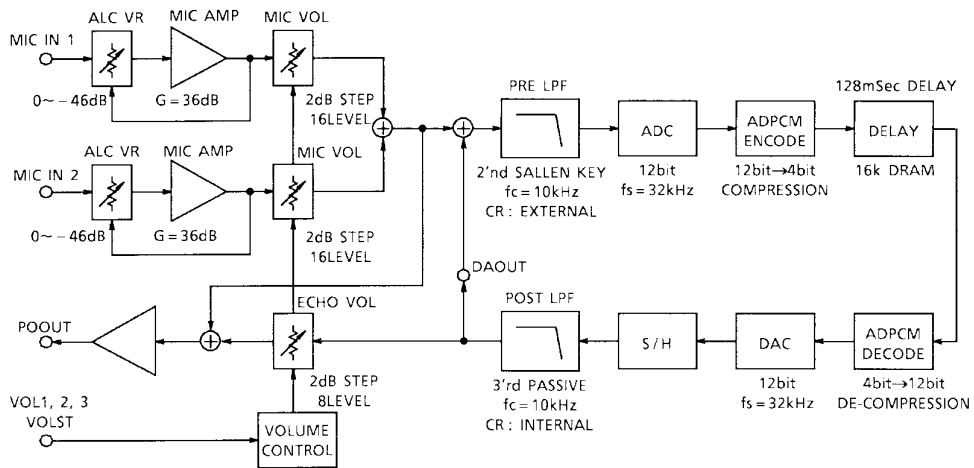 ALC VR
MIC AMP
MIC VOL
MIC IN 1
0~ -46dB
G=36dB
2dB STEP
16LEVEL
ALC VR
MIC AMP
MIC VOL
MIC IN 2
0~ -46dB
G=36dB
2dB STEP
16LEVEL
PRE LPF
2'nd SALLEN KEY
fc=10kHz
CR : EXTERNAL
ADC
12bit
fs=32kHz
ADPCM
ENCODE
12bit→4bit
COMPRESSION
128mSec DELAY
DELAY
16k DRAM
DAOUT
ECHO VOL
POOUT
2dB STEP
8LEVEL
POST LPF
3'rd PASSIVE
fc=10kHz
CR : INTERNAL
S/H
DAC
12bit
fs=32kHz
ADPCM
DECODE
4bit→12bit
DE-COMPRESSION
VOL1, 2, 3
VOLST
VOLUME
CONTROL